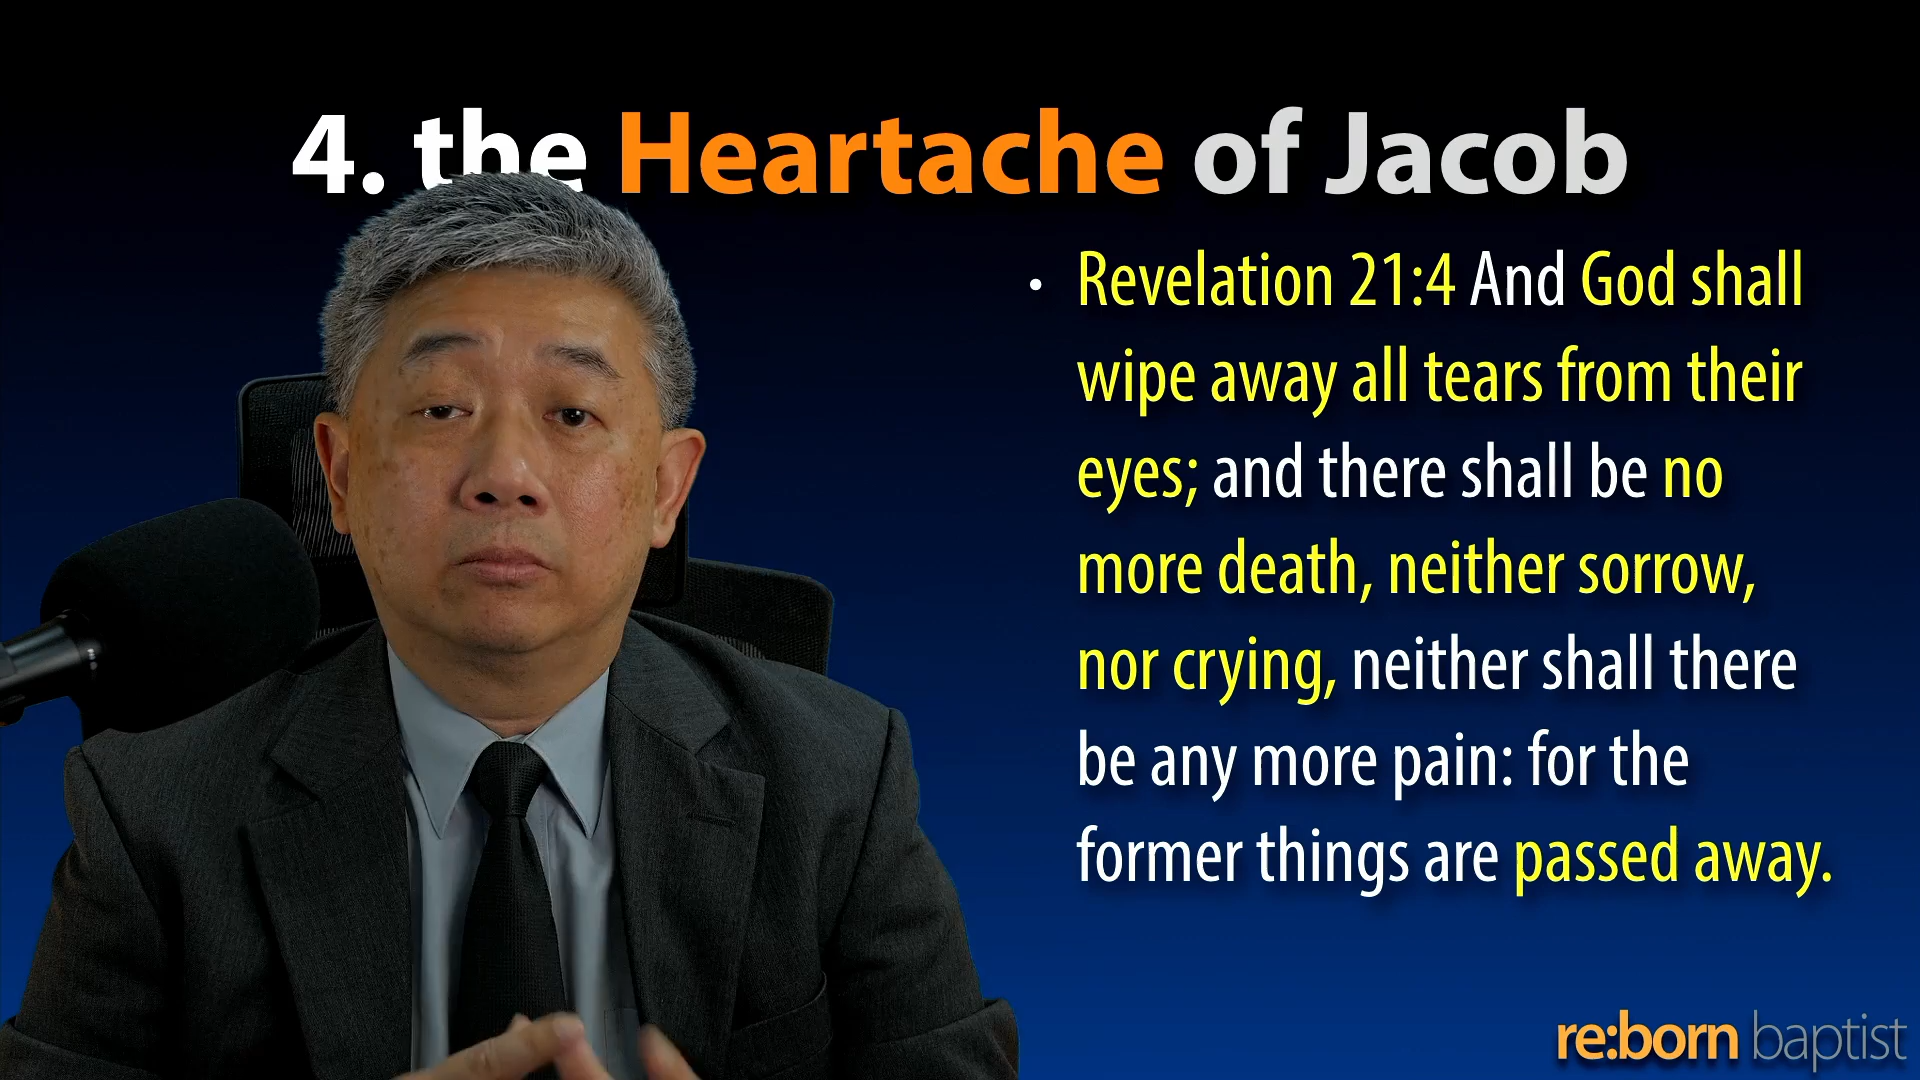 4. the Heartache of Jacob
• Revelation 21:4 And God shall
wipe away all tears from their
eyes; and there shall be no
more death, neither sorrow,
nor crying, neither shall there
be any more pain: for the
former things are passed away.
re:born baptist